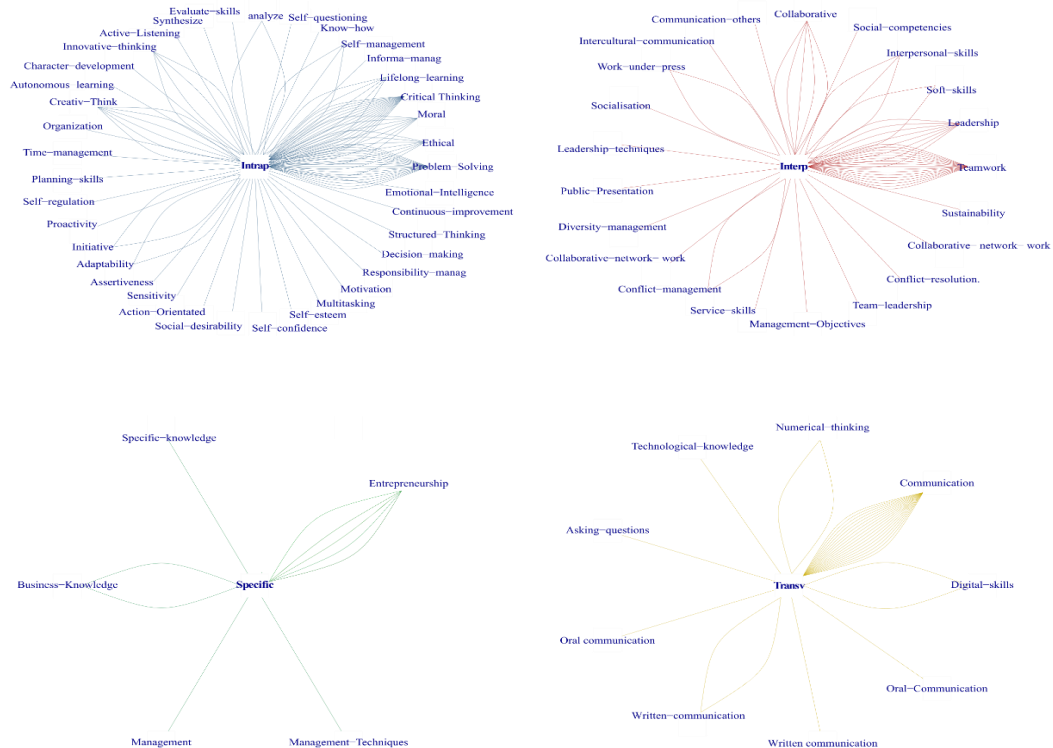 Evaluate−skills
Synthesize
analyze
Self−questioning
Active−Listening
Know−how
Innovative−thinking
Self−management
Informa−manag
Character−development
Lifelong−learning
Autonomous learning
Critical Thinking
Creativ−Think
Moral
Organization
Ethical
Time−management
Intrap
Problem Solving
Planning−skills
Emotional−Intelligence
Self−regulation
Continuous−improvement
Proactivity
Structured−Thinking
Initiative
Decision−making
Adaptability
Responsibility−manag
Assertiveness
Motivation
Sensitivity
Multitasking
Action−Orientated
Self−esteem
Social−desirability
Self−confidence
Collaborative
Communication−others
Social−competencies
Intercultural−communication
Interpersonal−skills
Work−under−press
Soft−skills
Socialisation
Leadership
Leadership−techniques
Interp
Teamwork
Public−Presentation
Sustainability
Diversity−management
Collaborative−network−work
Collaborative−network−work
Conflict−resolution.
Conflict−management
Team−leadership
Service−skills
Management−Objectives
Specific−knowledge
Entrepreneurship
Business−Knowledge
Specific
Management
Management−Techniques
Numerical−thinking
Technological−knowledge
Communication
Asking−questions
Transv
Digital−skills
Oral communication
Oral−Communication
Written−communication
Written communication